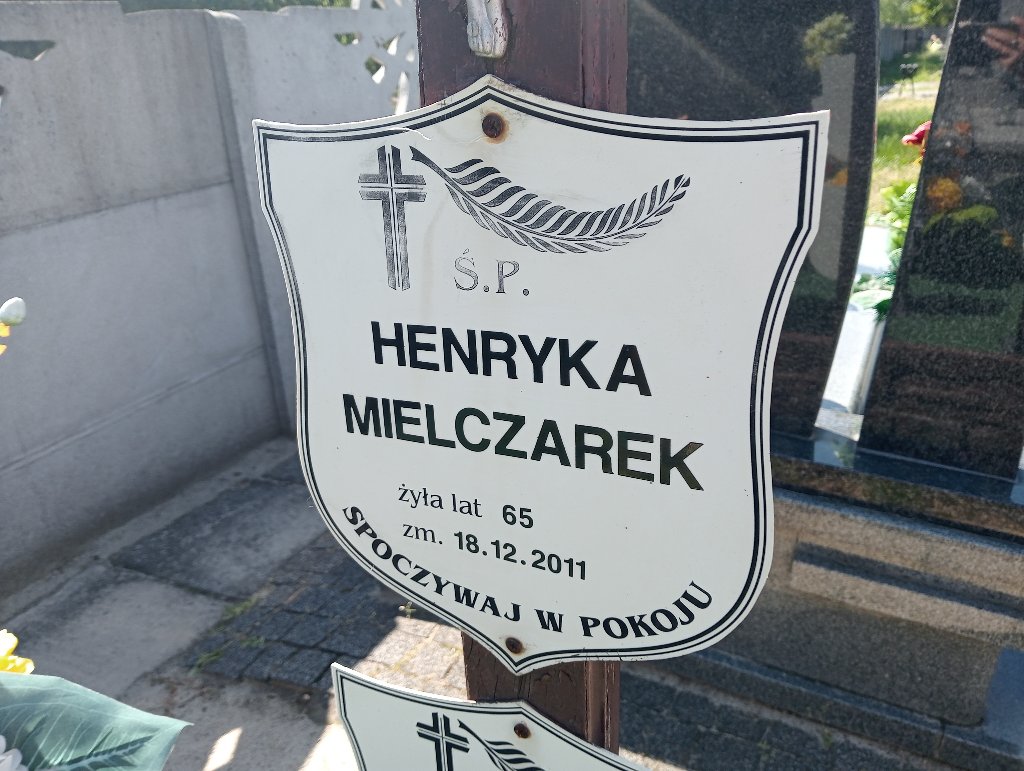 Ś.P.
HENRYKA
MIELCZAREK
żyła lat 65
zm. 18.12.2011
SPOCZYWAJ W POKOJU